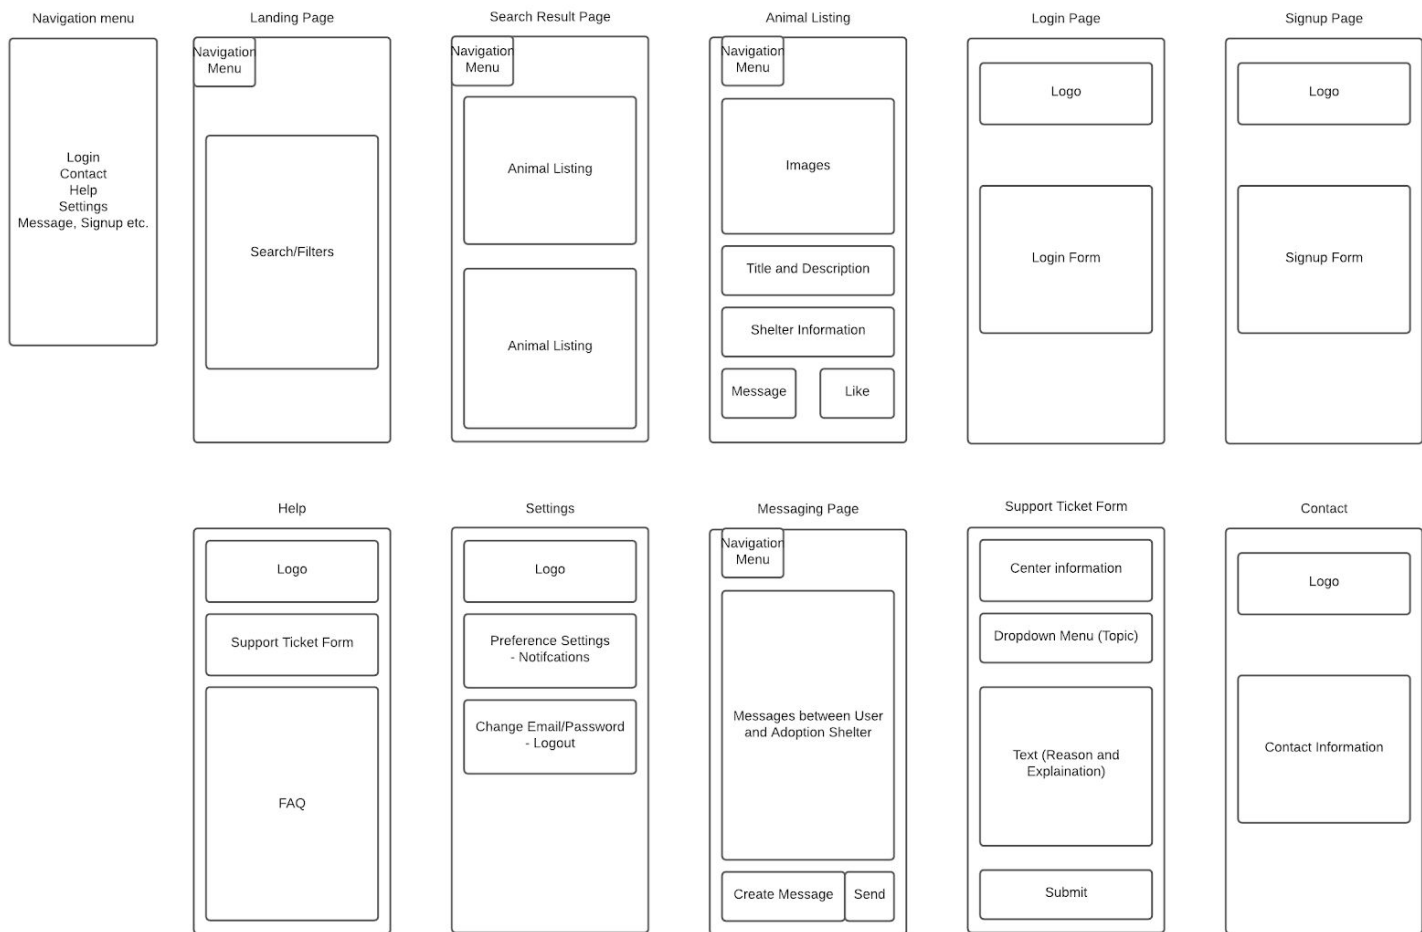 Navigation menu
Login
Contact
Help
Settings
Message, Signup etc.
Landing Page
Navigation
Menu
Search/Filters
Search Result Page
Navigation
Menu
Animal Listing
Animal Listing
Animal Listing
Navigation
Menu
Images
Title and Description
Shelter Information
Message
Like
Login Page
Logo
Login Form
Signup Page
Logo
Signup Form
Help
Logo
Support Ticket Form
FAQ
Settings
Logo
Preference Settings
- Notifcations
Change Email/Password
- Logout
Messaging Page
Navigation
Menu
Messages between User
and Adoption Shelter
Create Message
Send
Support Ticket Form
Center information
Dropdown Menu (Topic)
Text (Reason and
Explaination)
Submit
Contact
Logo
Contact Information